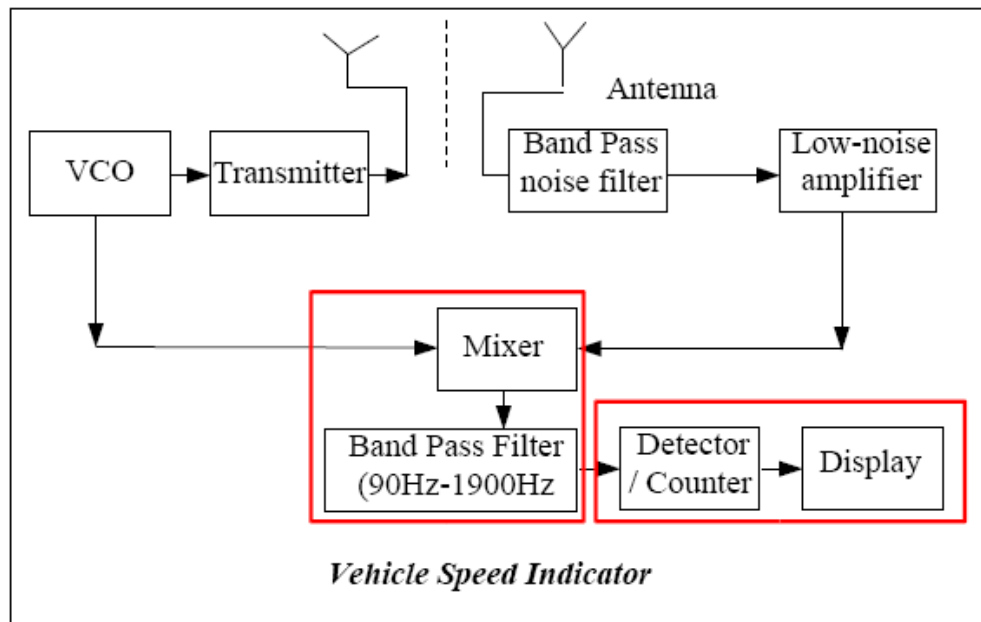 Antenna
VCO
Transmitter
Band Pass
noise filter
Low-noise
amplifier
Mixer
Band Pass Filter
(90Hz-1900Hz
Detector
/ Counter
Display
Vehicle Speed Indicator